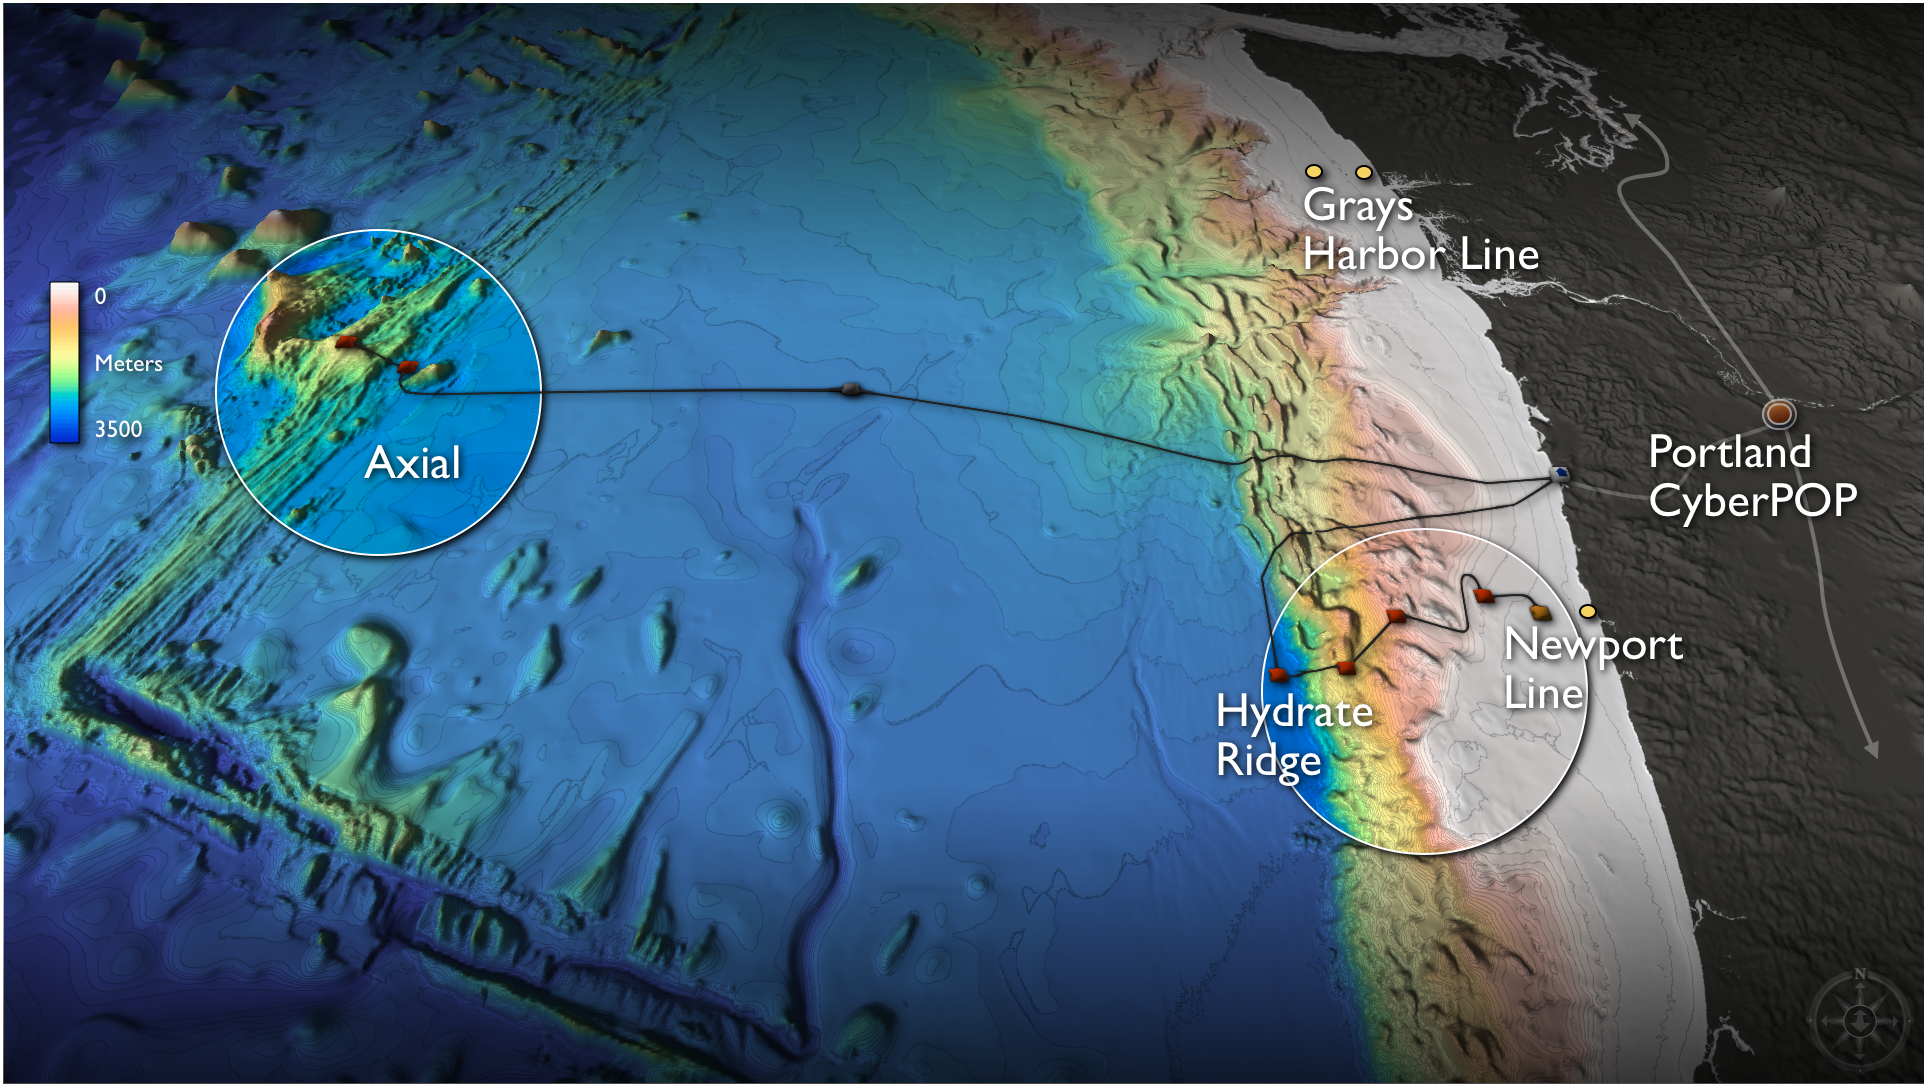 Grays
Harbor Line
0
Meters
3500
Axial
Portland
CyberPOP
Newport
Line
Hydrate
Ridge
N